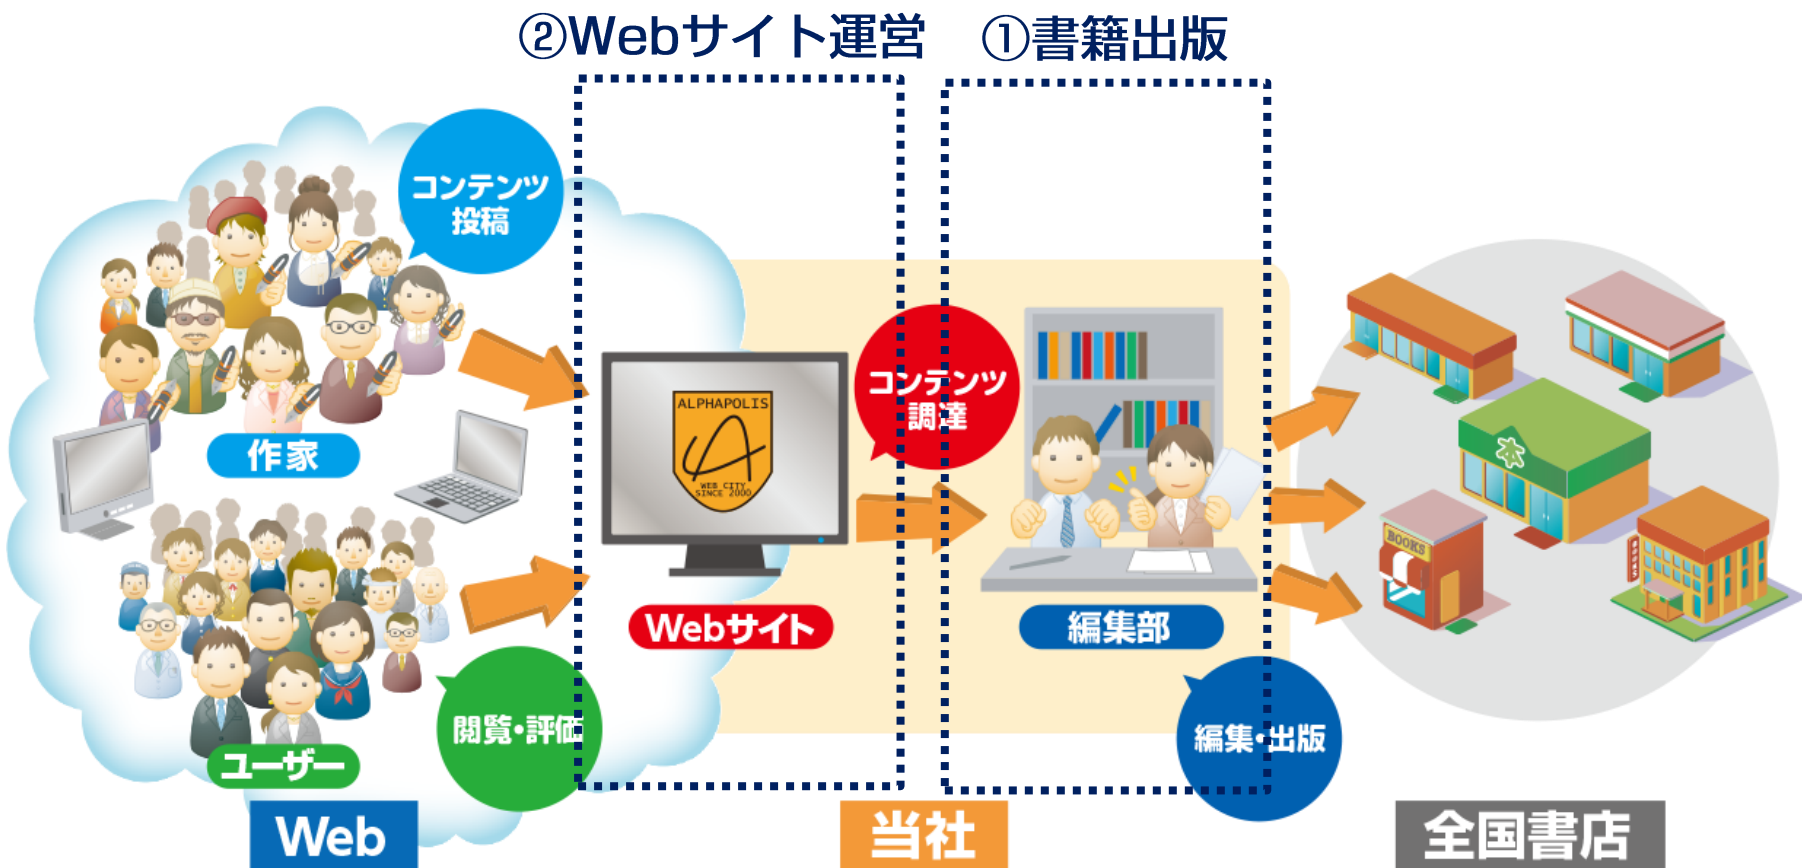 ②Webサイト運営
①書籍出版
コンテンツ
投稿
作家
ユーザー
閲覧・評価
ALPHAPOLIS
WEB CITY
SINCE 2000
Webサイト
コンテンツ
調達
編集部
編集・出版
本
BOOKS
BOOKS
Web
当社
全国書店